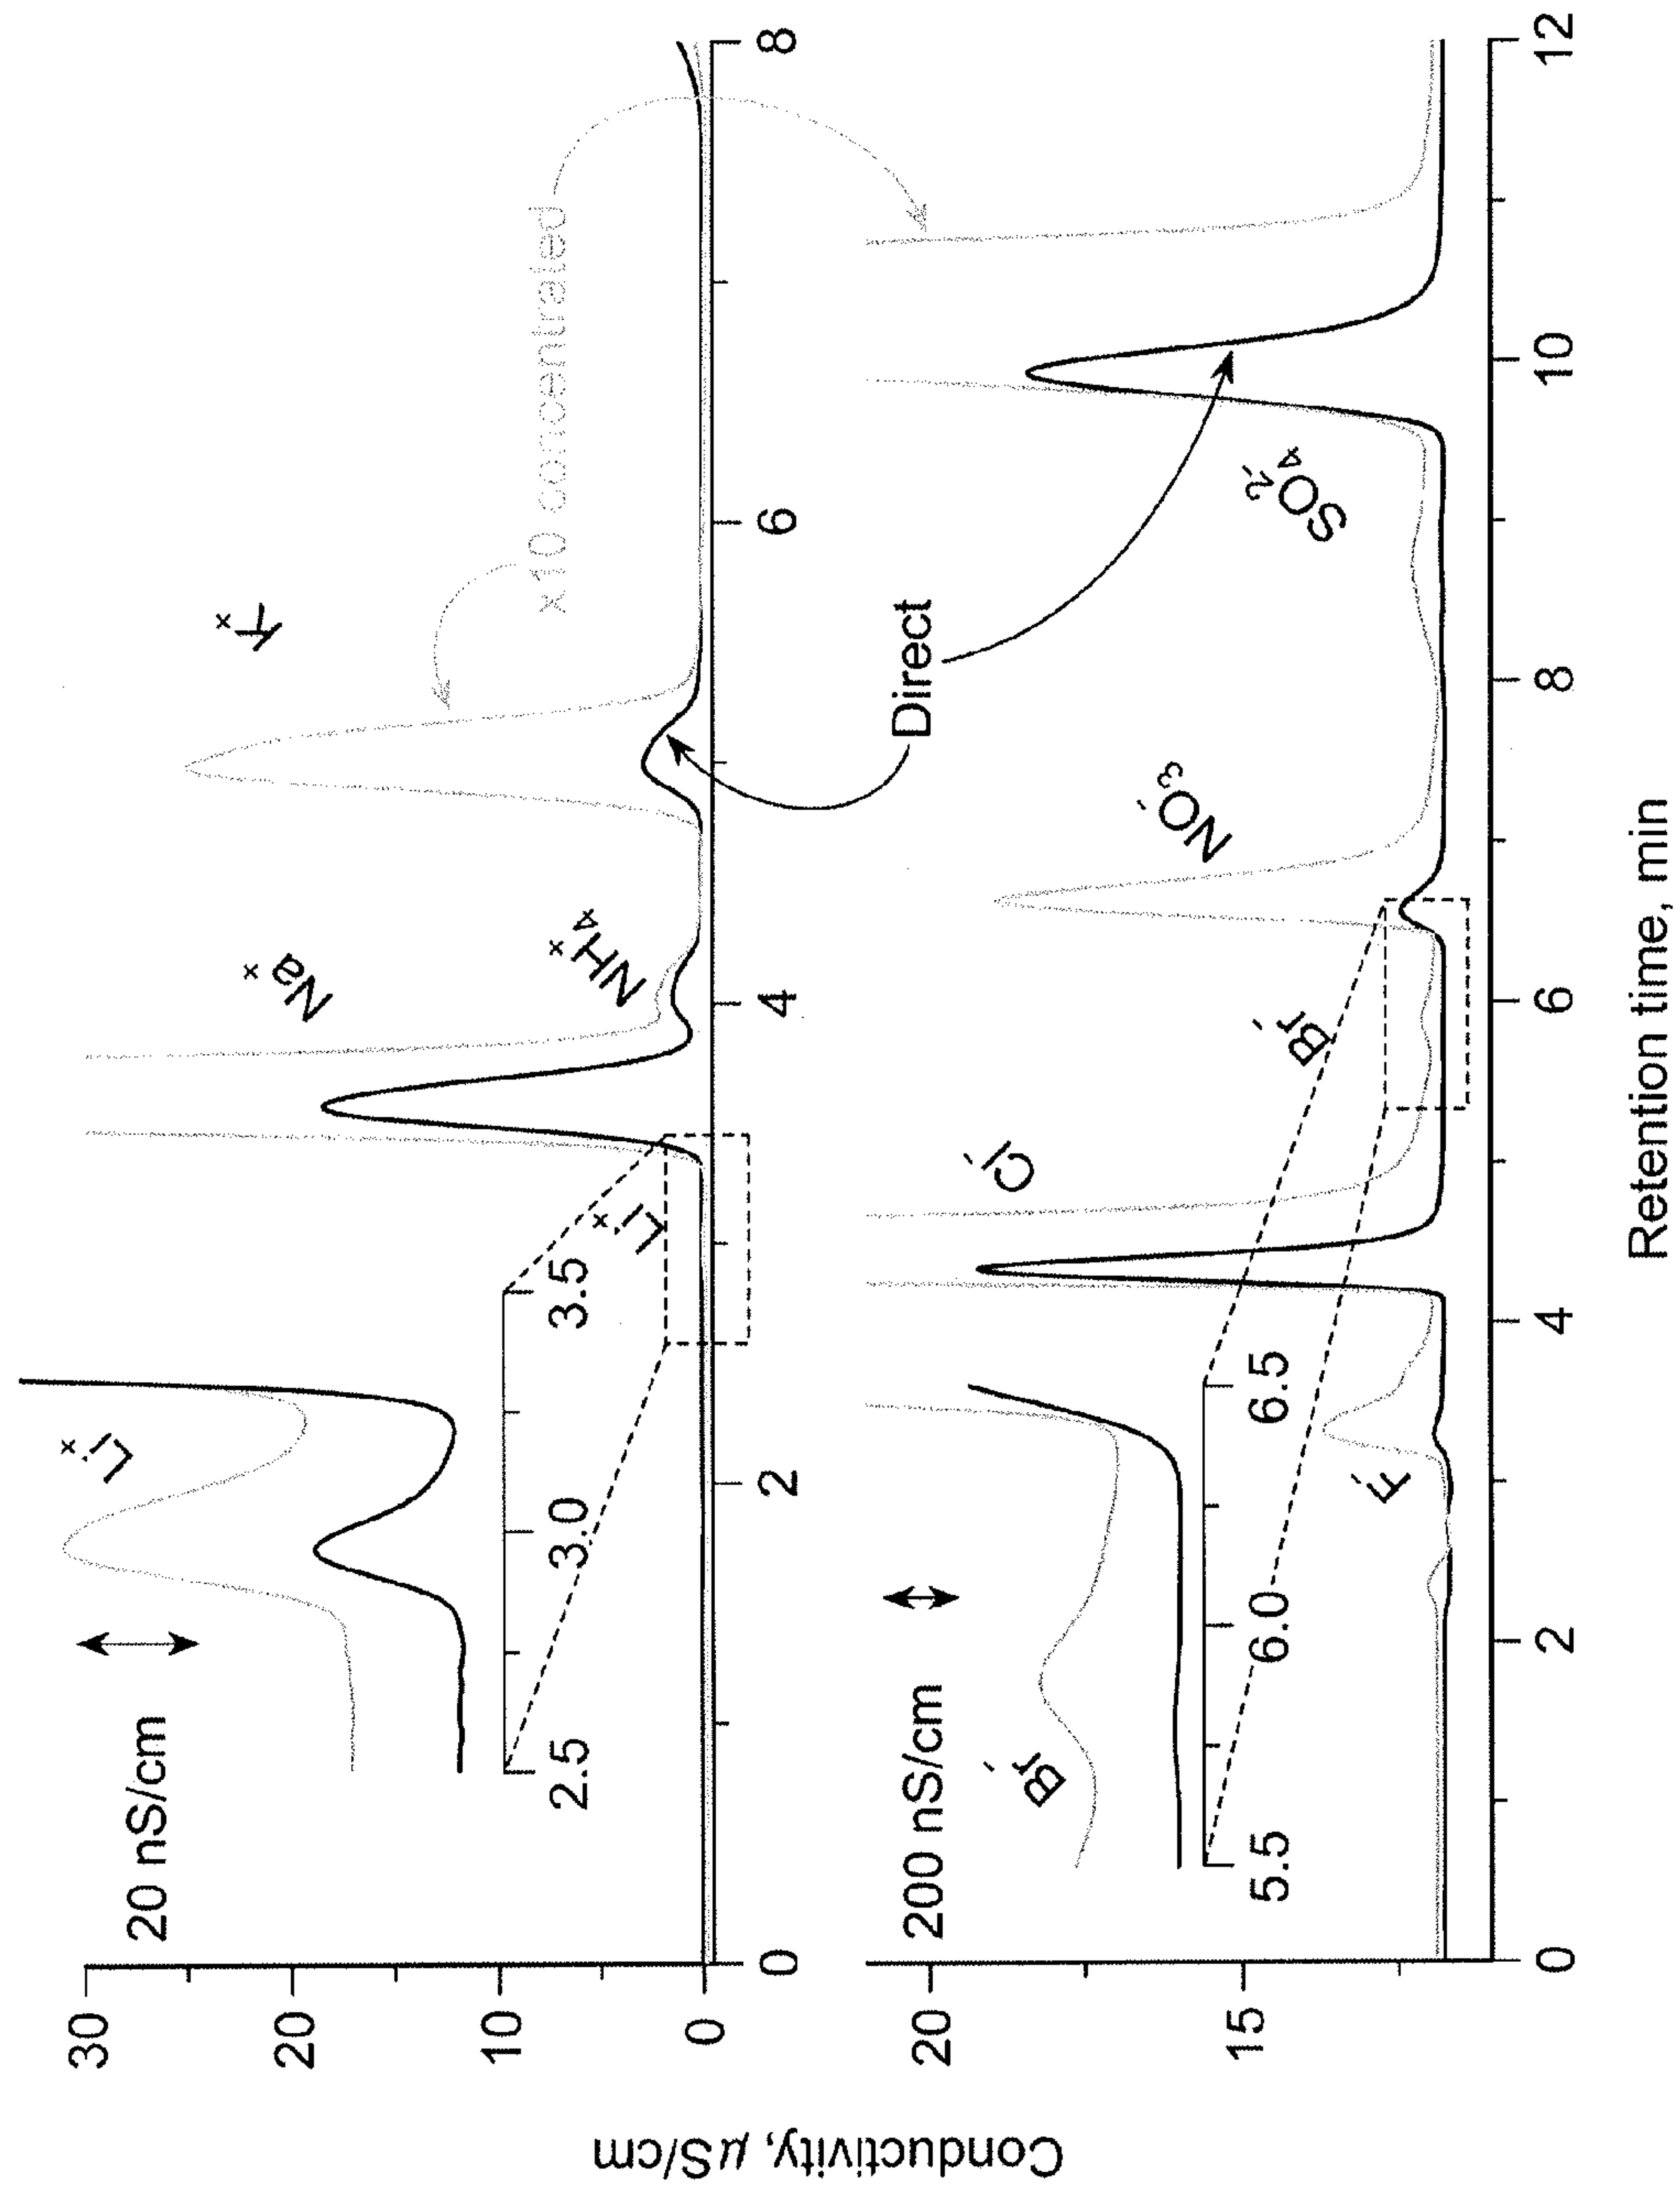 20 nS/cm
Li⁺
2.5 3.0 3.5
Li⁺
Na⁺
NH₄⁺
K⁺
x10 concentrated
30
20
10
0
0 2 4 6 8
Direct
200 nS/cm
Br⁻
5.5 6.0 6.5
F⁻
Cl⁻
Br⁻
NO₃⁻
SO₄²⁻
20
15
0 2 4 6 8 10 12
Conductivity, µS/cm
Retention time, min